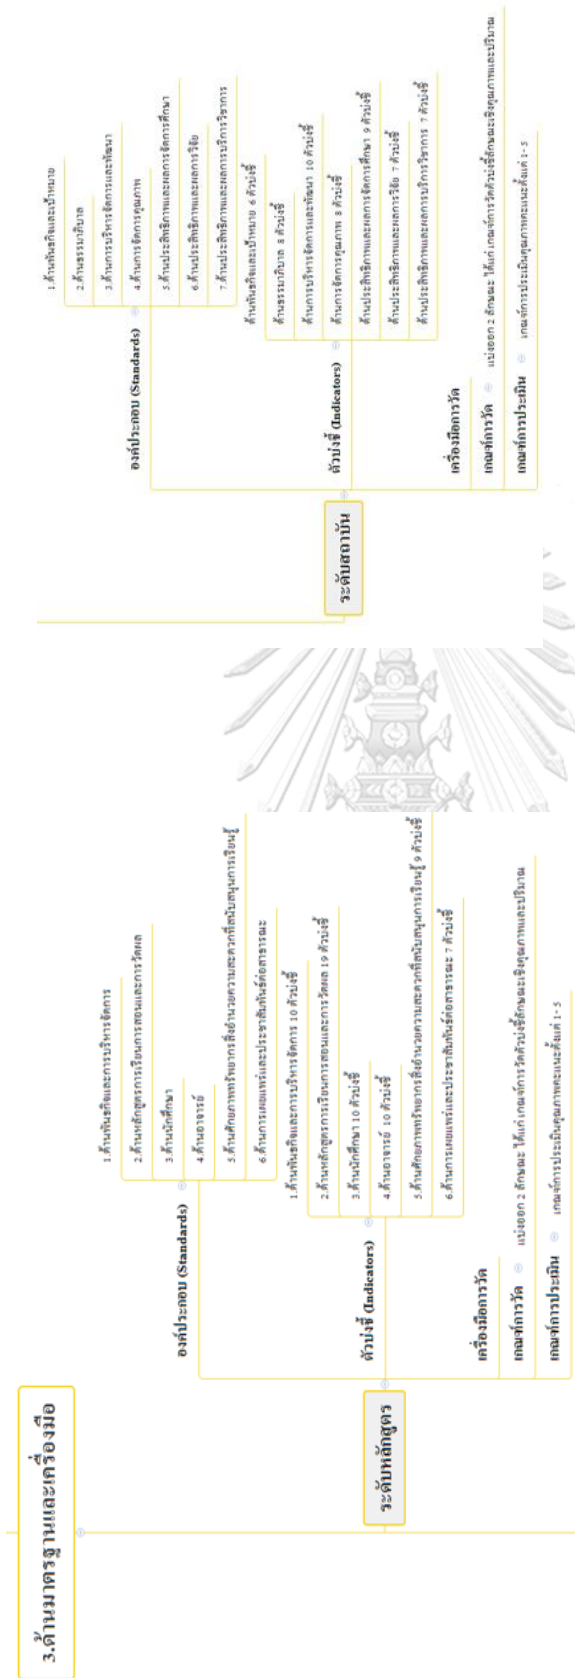 3.ด้านมาตรฐานและเครื่องมือ
ระดับหลักสูตร
องค์ประกอบ (Standards)
1.ด้านพันธกิจและการบริหารจัดการ
2.ด้านหลักสูตรการเรียนการสอนและการวัดผล
3.ด้านนักศึกษา
4.ด้านอาจารย์
5.ด้านศักยภาพทรัพยากรสิ่งอำนวยความสะดวกที่สนับสนุนการเรียนรู้
6.ด้านการเผยแพร่และประชาสัมพันธ์ต่อสาธารณะ
ตัวบ่งชี้ (Indicators)
1.ด้านพันธกิจและการบริหารจัดการ 10 ตัวบ่งชี้
2.ด้านหลักสูตรการเรียนการสอนและการวัดผล 19 ตัวบ่งชี้
3.ด้านนักศึกษา 10 ตัวบ่งชี้
4.ด้านอาจารย์ 10 ตัวบ่งชี้
5.ด้านศักยภาพทรัพยากรสิ่งอำนวยความสะดวกที่สนับสนุนการเรียนรู้ 9 ตัวบ่งชี้
6.ด้านการเผยแพร่และประชาสัมพันธ์ต่อสาธารณะ 7 ตัวบ่งชี้
เครื่องมือการวัด
เกณฑ์การวัด
แบ่งออก 2 ลักษณะ ได้แก่ เกณฑ์การวัดตัวบ่งชี้ลักษณะเชิงคุณภาพและปริมาณ
เกณฑ์การประเมิน
เกณฑ์การประเมินคุณภาพคะแนะตั้งแต่ 1- 5
ระดับสถาบัน
องค์ประกอบ (Standards)
1.ด้านพันธกิจและเป้าหมาย
2.ด้านธรรมาภิบาล
3.ด้านการบริหารจัดการและพัฒนา
4.ด้านการจัดการคุณภาพ
5.ด้านประสิทธิภาพและผลการจัดการศึกษา
6.ด้านประสิทธิภาพและผลการวิจัย
7.ด้านประสิทธิภาพและผลการบริการวิชาการ
ตัวบ่งชี้ (Indicators)
ด้านพันธกิจและเป้าหมาย 6 ตัวบ่งชี้
ด้านธรรมาภิบาล 8 ตัวบ่งชี้
ด้านการบริหารจัดการและพัฒนา 10 ตัวบ่งชี้
ด้านการจัดการคุณภาพ 8 ตัวบ่งชี้
ด้านประสิทธิภาพและผลการจัดการศึกษา 9 ตัวบ่งชี้
ด้านประสิทธิภาพและผลการวิจัย 7 ตัวบ่งชี้
ด้านประสิทธิภาพและผลการบริการวิชาการ 7 ตัวบ่งชี้
เครื่องมือการวัด
เกณฑ์การวัด
แบ่งออก 2 ลักษณะ ได้แก่ เกณฑ์การวัดตัวบ่งชี้ลักษณะเชิงคุณภาพและปริมาณ
เกณฑ์การประเมิน
เกณฑ์การประเมินคุณภาพคะแนะตั้งแต่ 1- 5